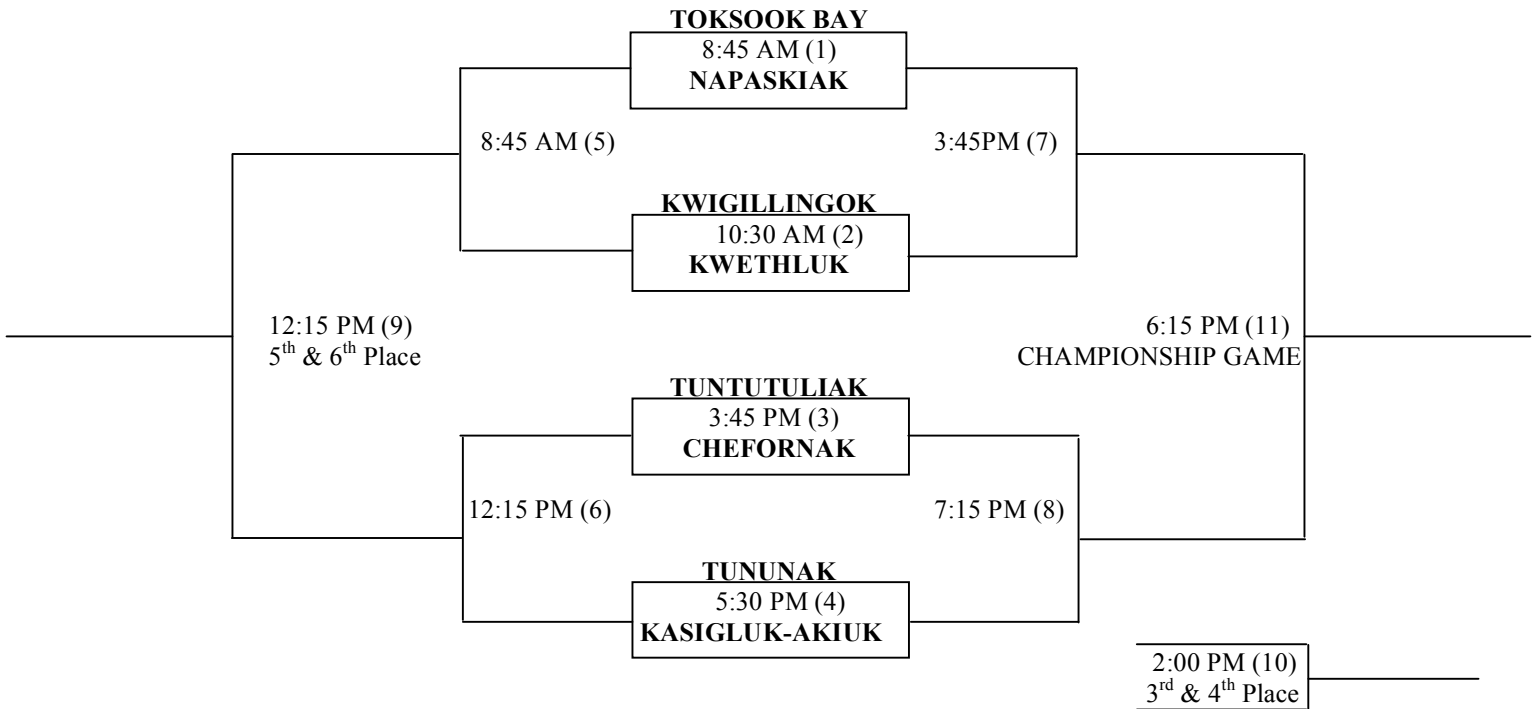 TOKSOOK BAY
8:45 AM (1)
NAPASKIAK
8:45 AM (5)
3:45PM (7)
KWIGILLINGOK
10:30 AM (2)
KWETHLUK
12:15 PM (9)
5th & 6th Place
6:15 PM (11)
CHAMPIONSHIP GAME
TUNTUTULIAK
3:45 PM (3)
CHEFORNAK
12:15 PM (6)
7:15 PM (8)
TUNUNAK
5:30 PM (4)
KASIGLUK-AKIUK
2:00 PM (10)
3rd & 4th Place